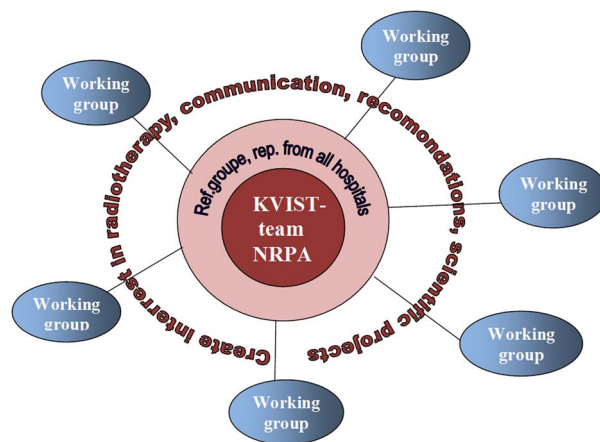 Working
group
Working
group
Create interrest in radiotherapy, communication, recomondations, scientific projects
Ref.groupe, rep. from all hospitals
KVIST-
team
NRPA
Working
group
Working
group
Working
group
Working
group